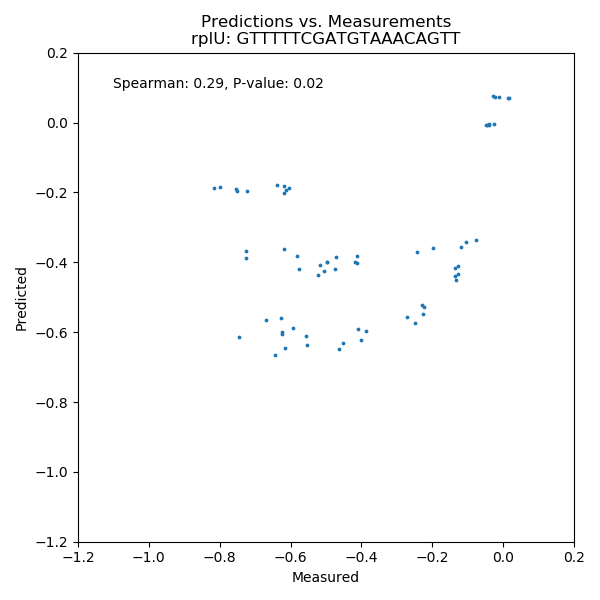 Predictions vs. Measurements
rplU: GTTTTTCGATGTAAACAGTT
Spearman: 0.29, P-value: 0.02
0.2
0.0
−0.2
−0.4
−0.6
−0.8
−1.0
−1.2
Predicted
−1.2 −1.0 −0.8 −0.6 −0.4 −0.2 0.0 0.2
Measured